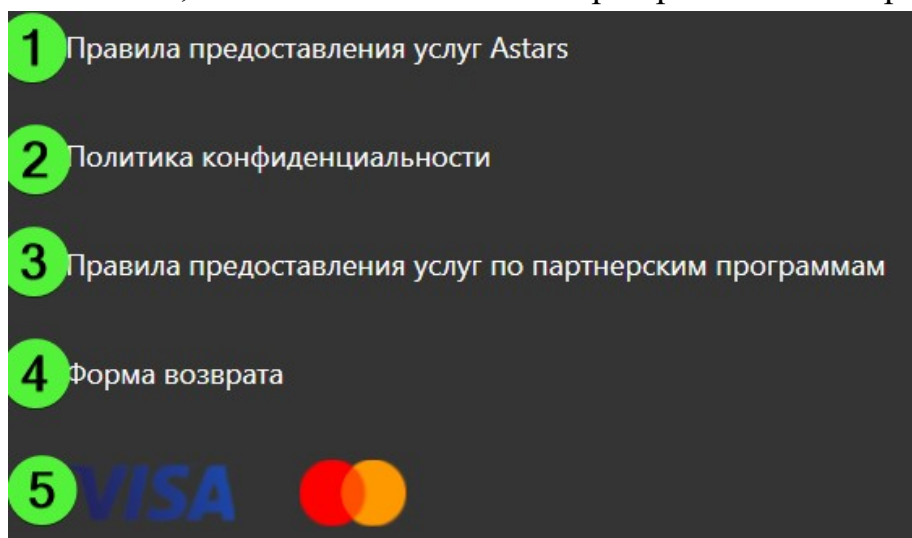 1 Правила предоставления услуг Astars
2 Политика конфиденциальности
3 Правила предоставления услуг по партнерским программам
4 Форма возврата
5 VISA